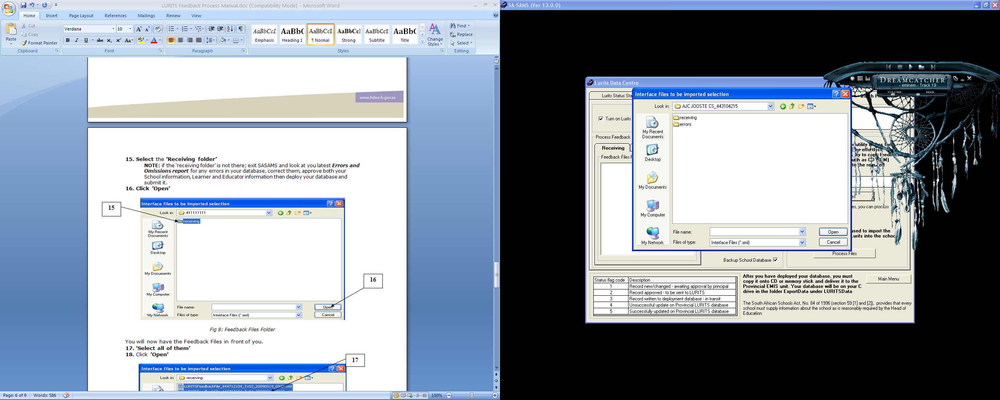 LURITS Feedback Process Manual.doc [Compatibility Mode] - Microsoft Word
Home Insert Page Layout References Mailings Review View
Paste
Cut
Copy
Format Painter
Clipboard
Verdana 10
Font
Paragraph
AaBbCcI AaBbC AaBbCcI AaBbCcI AaBbCcI AaBbC
Emphasis Heading 1 ¶ Normal Strong Subtitle Title
Change Styles
Styles
Find
Replace
Select
Editing
www.fsdoe.fs.gov.za
15. Select the ’Receiving folder’
NOTE: if the ‘receiving folder’ is not there; exit SASAMS and look at you latest Errors and
Omissions report for any errors in your database, correct them, approve both your
School information, Learner and Educator information then deploy your database and
submit it.
16. Click ’Open’
15
Interface files to be imported selection
Look in: 411111111
receiving
My Recent Documents
Desktop
My Documents
My Computer
My Network
16
File name:
Open
Files of type: Interface Files (*.xml)
Cancel
Fig 8: Feedback Files Folder
You will now have the Feedback Files in front of you.
17. ’Select all of them’
18. Click ’Open’
17
Interface files to be imported selection
Look in: receiving
LURITSFeedbackFile_444712104_Tx03_20090319_0927.xml
Page: 6 of 9 Words: 586
100%
SA-SAMS (Ver 13.0.0)
Lurits Data Centre
DREAMCATCHER
- eminem - Track 19
VOLUME SEEK
Lurits Status Sta
Turn on Lurits
Process Feedback
Receiving
Feedback Files
Interface files to be imported selection
Look in: AJC JOOSTE CS_443104215
receiving
errors
My Recent Documents
Desktop
My Documents
My Computer
My Network
File name:
Open
Files of type: Interface Files (*.xml)
Cancel
es, you can process
used to import the
Lurits into the schoo
Process Files
Backup School Database
Status flag code Description
1 Record new/changed - awaiting approval by principal
2 Record approved - to be sent to LURITS
3 Record written to deployment database - in transit
4 Unsuccessful update on Provincial LURITS database
5 Successfully updated on Provincial LURITS database
After you have deployed your database, you must
copy it onto CD or memory stick and deliver it to the
Provincial EMIS unit. Your database will be on your C
drive in the folder ExportData under LURITSData
Main Menu
The South African Schools Act, No. 84 of 1996 (section 59 [1] and [2]), provides that every
school must supply information about the school as is reasonably required by the Head of
Education